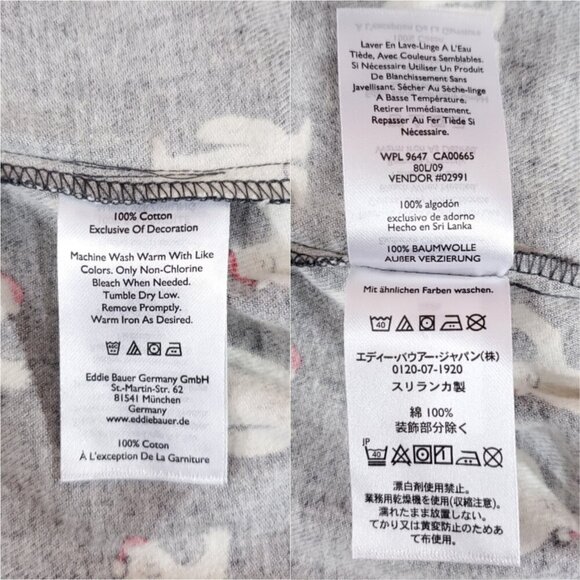 100% Cotton
Exclusive Of Decoration
Machine Wash Warm With Like
Colors. Only Non-Chlorine
Bleach When Needed.
Tumble Dry Low.
Remove Promptly.
Warm Iron As Desired.
40
Eddie Bauer Germany GmbH
St.-Martin-Str. 62
81541 München
Germany
www.eddiebauer.de
100% Coton
À L'exception De La Garniture
Laver En Lave-Linge A L'Eau
Tiède, Avec Couleurs Semblables.
Si Nécessaire Utiliser Un Produit
De Blanchissement Sans
Javellisant. Sécher Au Sèche-linge
A Basse Température.
Retirer Immédiatement.
Repasser Au Fer Tiède Si
Nécessaire.
WPL 9647 CA00665
80L/09
VENDOR #02991
100% algodón
exclusivo de adorno
Hecho en Sri Lanka
100% BAUMWOLLE
AUßER VERZIERUNG
Mit ähnlichen Farben waschen.
40
エディー・バウアー・ジャパン(株)
0120-07-1920
スリランカ製
綿 100%
装飾部分除く
JP
40
漂白剤使用禁止。
業務用乾燥機を使用(収縮注意)。
濡れたまま放置しない。
てかり又は黄変防止のためあ
て布使用。